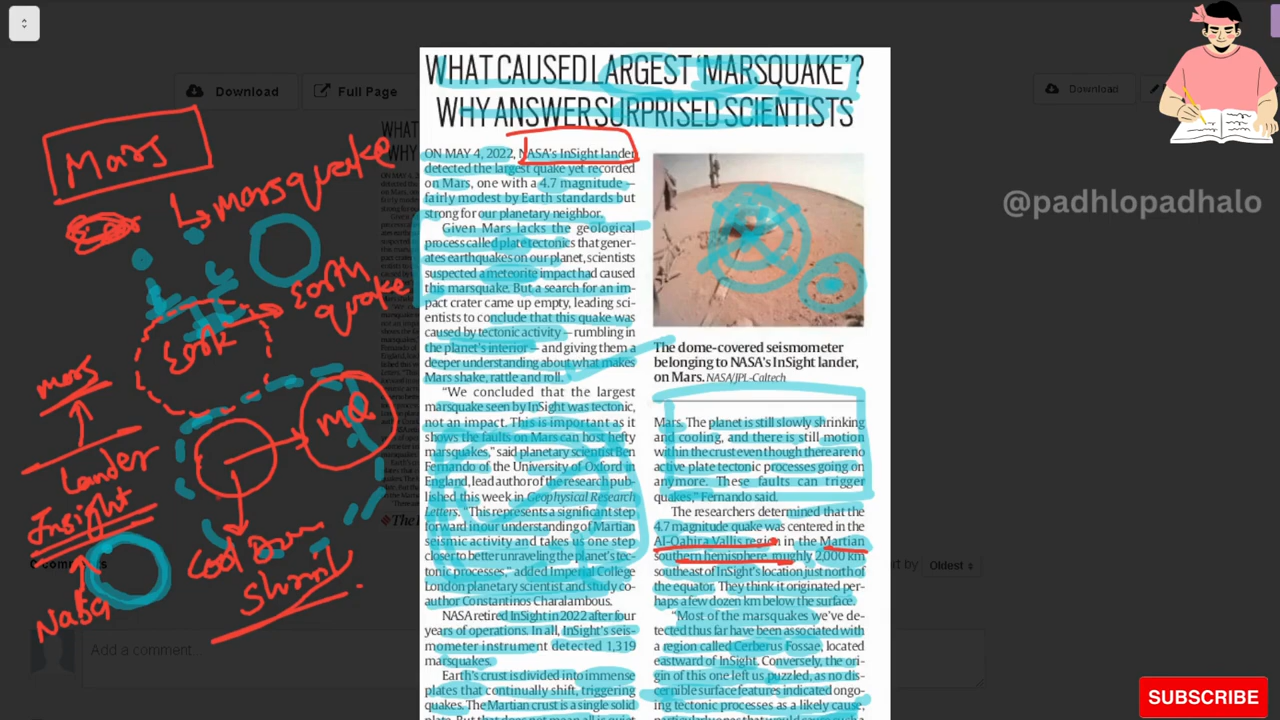 Download
Full Page
Download
WHAT CAUSED LARGEST 'MARSQUAKE'?
WHY ANSWER SURPRISED SCIENTISTS
ON MAY 4, 2022, NASA's InSight lander
detected the largest quake yet recorded
on Mars, one with a 4.7 magnitude —
fairly modest by Earth standards but
strong for our planetary neighbor.
Given Mars lacks the geological
process called plate tectonics that gener-
ates earthquakes on our planet, scientists
suspected a meteorite impact had caused
this marsquake. But a search for an im-
pact crater came up empty, leading sci-
entists to conclude that this quake was
caused by tectonic activity — rumbling in
the planet's interior — and giving them a
deeper understanding about what makes
Mars shake, rattle and roll.
"We concluded that the largest
marsquake seen by InSight was tectonic,
not an impact. This is important as it
shows the faults on Mars can host hefty
marsquakes," said planetary scientist Ben
Fernando of the University of Oxford in
England, lead author of the research pub-
lished this week in Geophysical Research
Letters. "This represents a significant step
forward in our understanding of Martian
seismic activity and takes us one step
closer to better unraveling the planet's tec-
tonic processes," added Imperial College
London planetary scientist and study co-
author Constantinos Charalambous.
NASA retired InSight in 2022 after four
years of operations. In all, InSight's seis-
mometer instrument detected 1,319
marsquakes.
Earth's crust is divided into immense
plates that continually shift, triggering
quakes. The Martian crust is a single solid
plate. But that does not mean all is quiet
The dome-covered seismometer
belonging to NASA's InSight lander,
on Mars. NASA/JPL-Caltech
Mars. The planet is still slowly shrinking
and cooling, and there is still motion
within the crust even though there are no
active plate tectonic processes going on
anymore. These faults can trigger
quakes," Fernando said.
The researchers determined that the
4.7 magnitude quake was centered in the
Al-Qahira Vallis region in the Martian
southern hemisphere, roughly 2,000 km
southeast of InSight's location just north of
the equator. They think it originated per-
haps a few dozen km below the surface.
"Most of the marsquakes we've de-
tected thus far have been associated with
a region called Cerberus Fossae, located
eastward of InSight. Conversely, the ori-
gin of this one left us puzzled, as no dis-
cernible surface features indicated ongo-
ing tectonic processes as a likely cause,
Mars
marsquake
Earth
quake
mars
Lander
Insight
Nasa
MQ
Cool Down
@padhlopadhalo
Oldest
Add a comment...
SUBSCRIBE